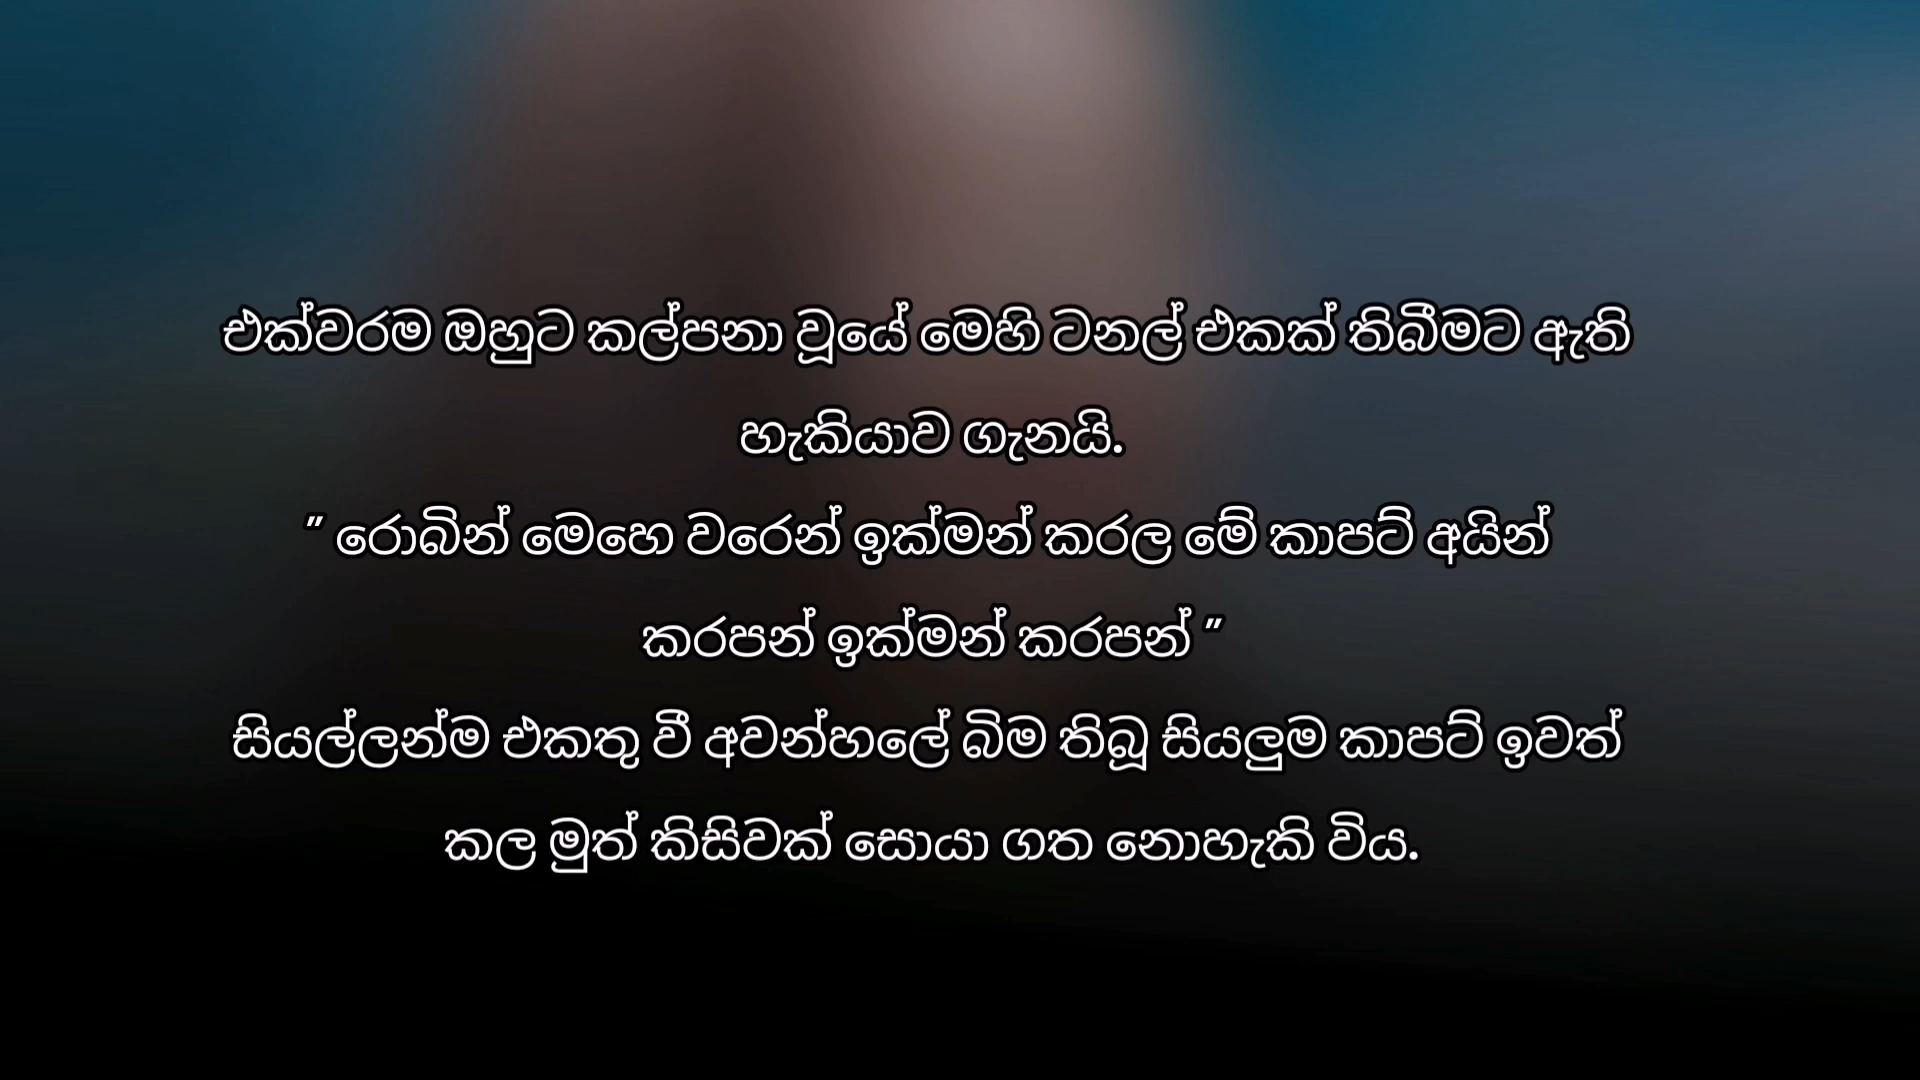 එක්වරම ඔහුට කල්පනා වූයේ මෙහි ටනල් එකක් තිබීමට ඇති
හැකියාව ගැනයි.
" රොබින් මෙහෙ වරෙන් ඉක්මන් කරල මේ කාපට් අයින්
කරපන් ඉක්මන් කරපන් "
සියල්ලන්ම එකතු වී අවන්හලේ බිම තිබූ සියලුම කාපට් ඉවත්
කල මුත් කිසිවක් සොයා ගත නොහැකි විය.